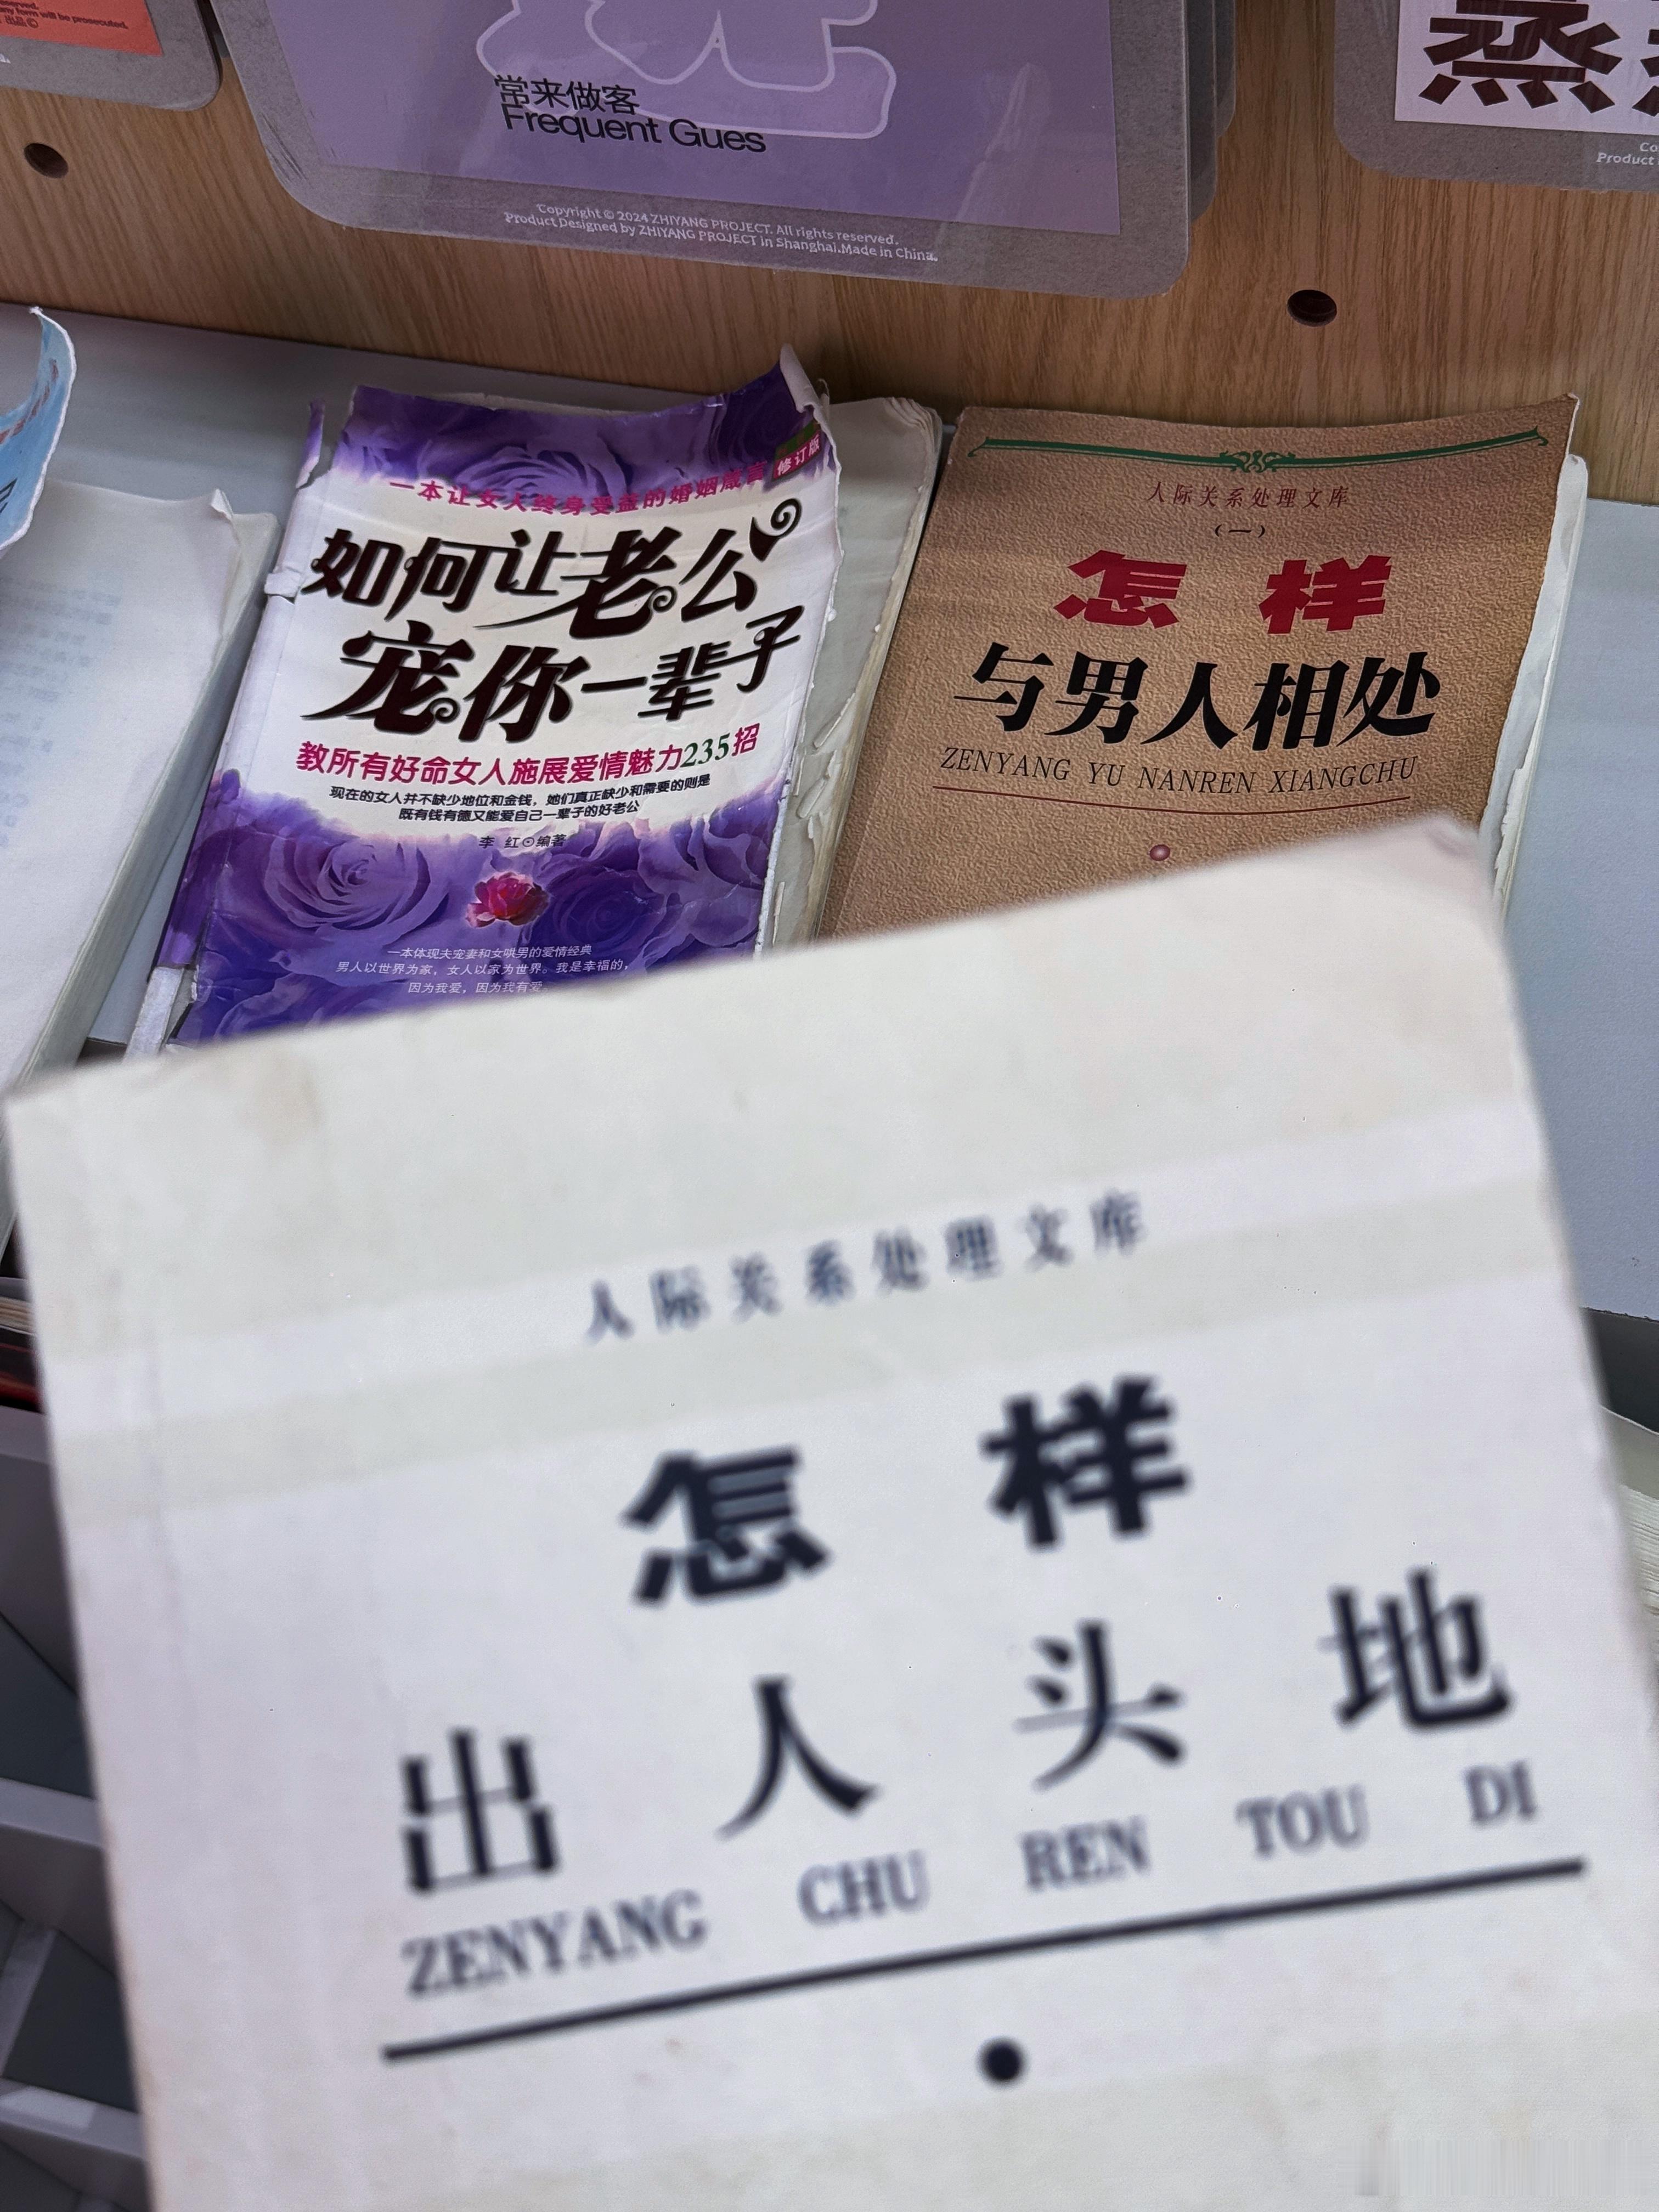 any form will be prosecuted.
出品©
常来做客
Frequent Gues
Copyright © 2024 ZHIYANG PROJECT. All rights reserved.
Product Designed by ZHIYANG PROJECT in Shanghai.Made in China.
蒸
Co
Product
修订版
一本让女人终身受益的婚姻箴言
如何让老公
宠你一辈子
教所有好命女人施展爱情魅力235招
现在的女人并不缺少地位和金钱，她们真正缺少和需要的则是
既有钱有德又能爱自己一辈子的好老公
李 红⊙编著
一本体现夫宠妻和女哄男的爱情经典
男人以世界为家，女人以家为世界。我是幸福的，
因为我爱，因为我有爱。
人际关系处理文库
（一）
怎样
与男人相处
ZENYANG YU NANREN XIANGCHU
人际关系处理文库
怎样
出人头地
ZENYANG CHU REN TOU DI